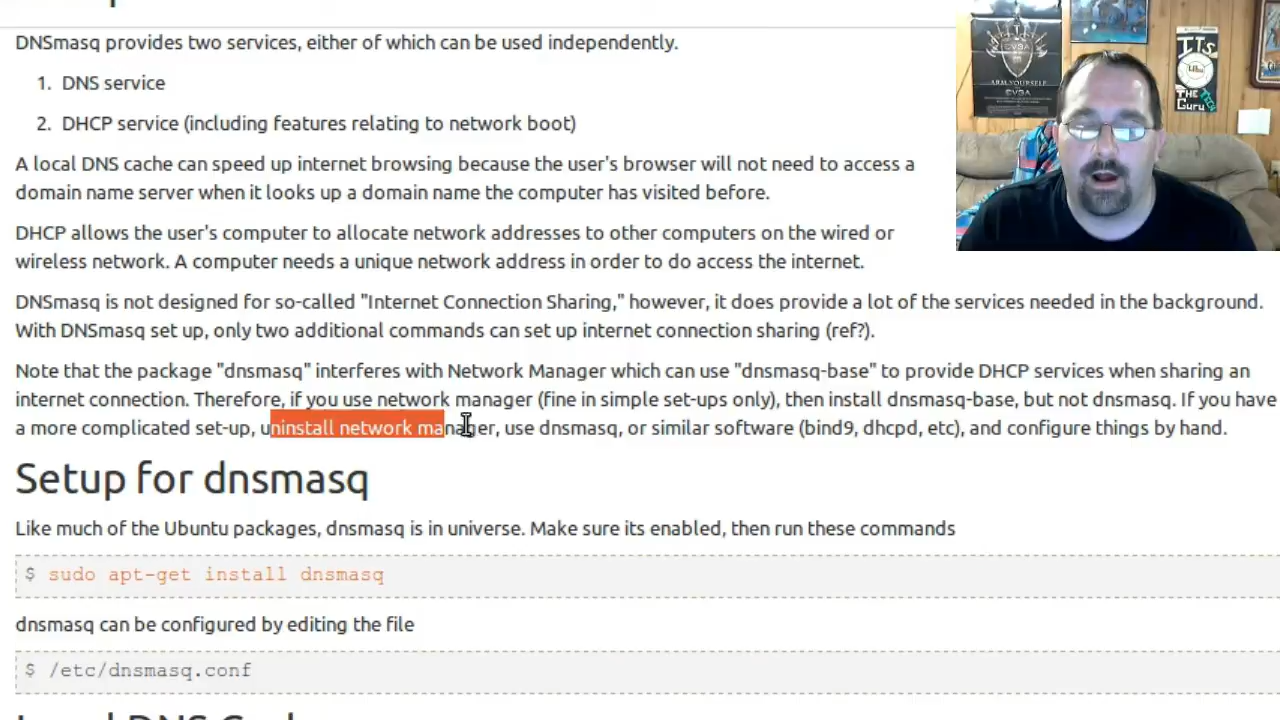 DNSmasq provides two services, either of which can be used independently.
1. DNS service
2. DHCP service (including features relating to network boot)
A local DNS cache can speed up internet browsing because the user's browser will not need to access a
domain name server when it looks up a domain name the computer has visited before.
DHCP allows the user's computer to allocate network addresses to other computers on the wired or
wireless network. A computer needs a unique network address in order to do access the internet.
DNSmasq is not designed for so-called "Internet Connection Sharing," however, it does provide a lot of the services needed in the background.
With DNSmasq set up, only two additional commands can set up internet connection sharing (ref?).
Note that the package "dnsmasq" interferes with Network Manager which can use "dnsmasq-base" to provide DHCP services when sharing an
internet connection. Therefore, if you use network manager (fine in simple set-ups only), then install dnsmasq-base, but not dnsmasq. If you have
a more complicated set-up, uninstall network manager, use dnsmasq, or similar software (bind9, dhcpd, etc), and configure things by hand.
Setup for dnsmasq
Like much of the Ubuntu packages, dnsmasq is in universe. Make sure its enabled, then run these commands
$ sudo apt-get install dnsmasq
dnsmasq can be configured by editing the file
$ /etc/dnsmasq.conf
EVGA
ARM YOURSELF
EVGA
ITs
THE
Guru